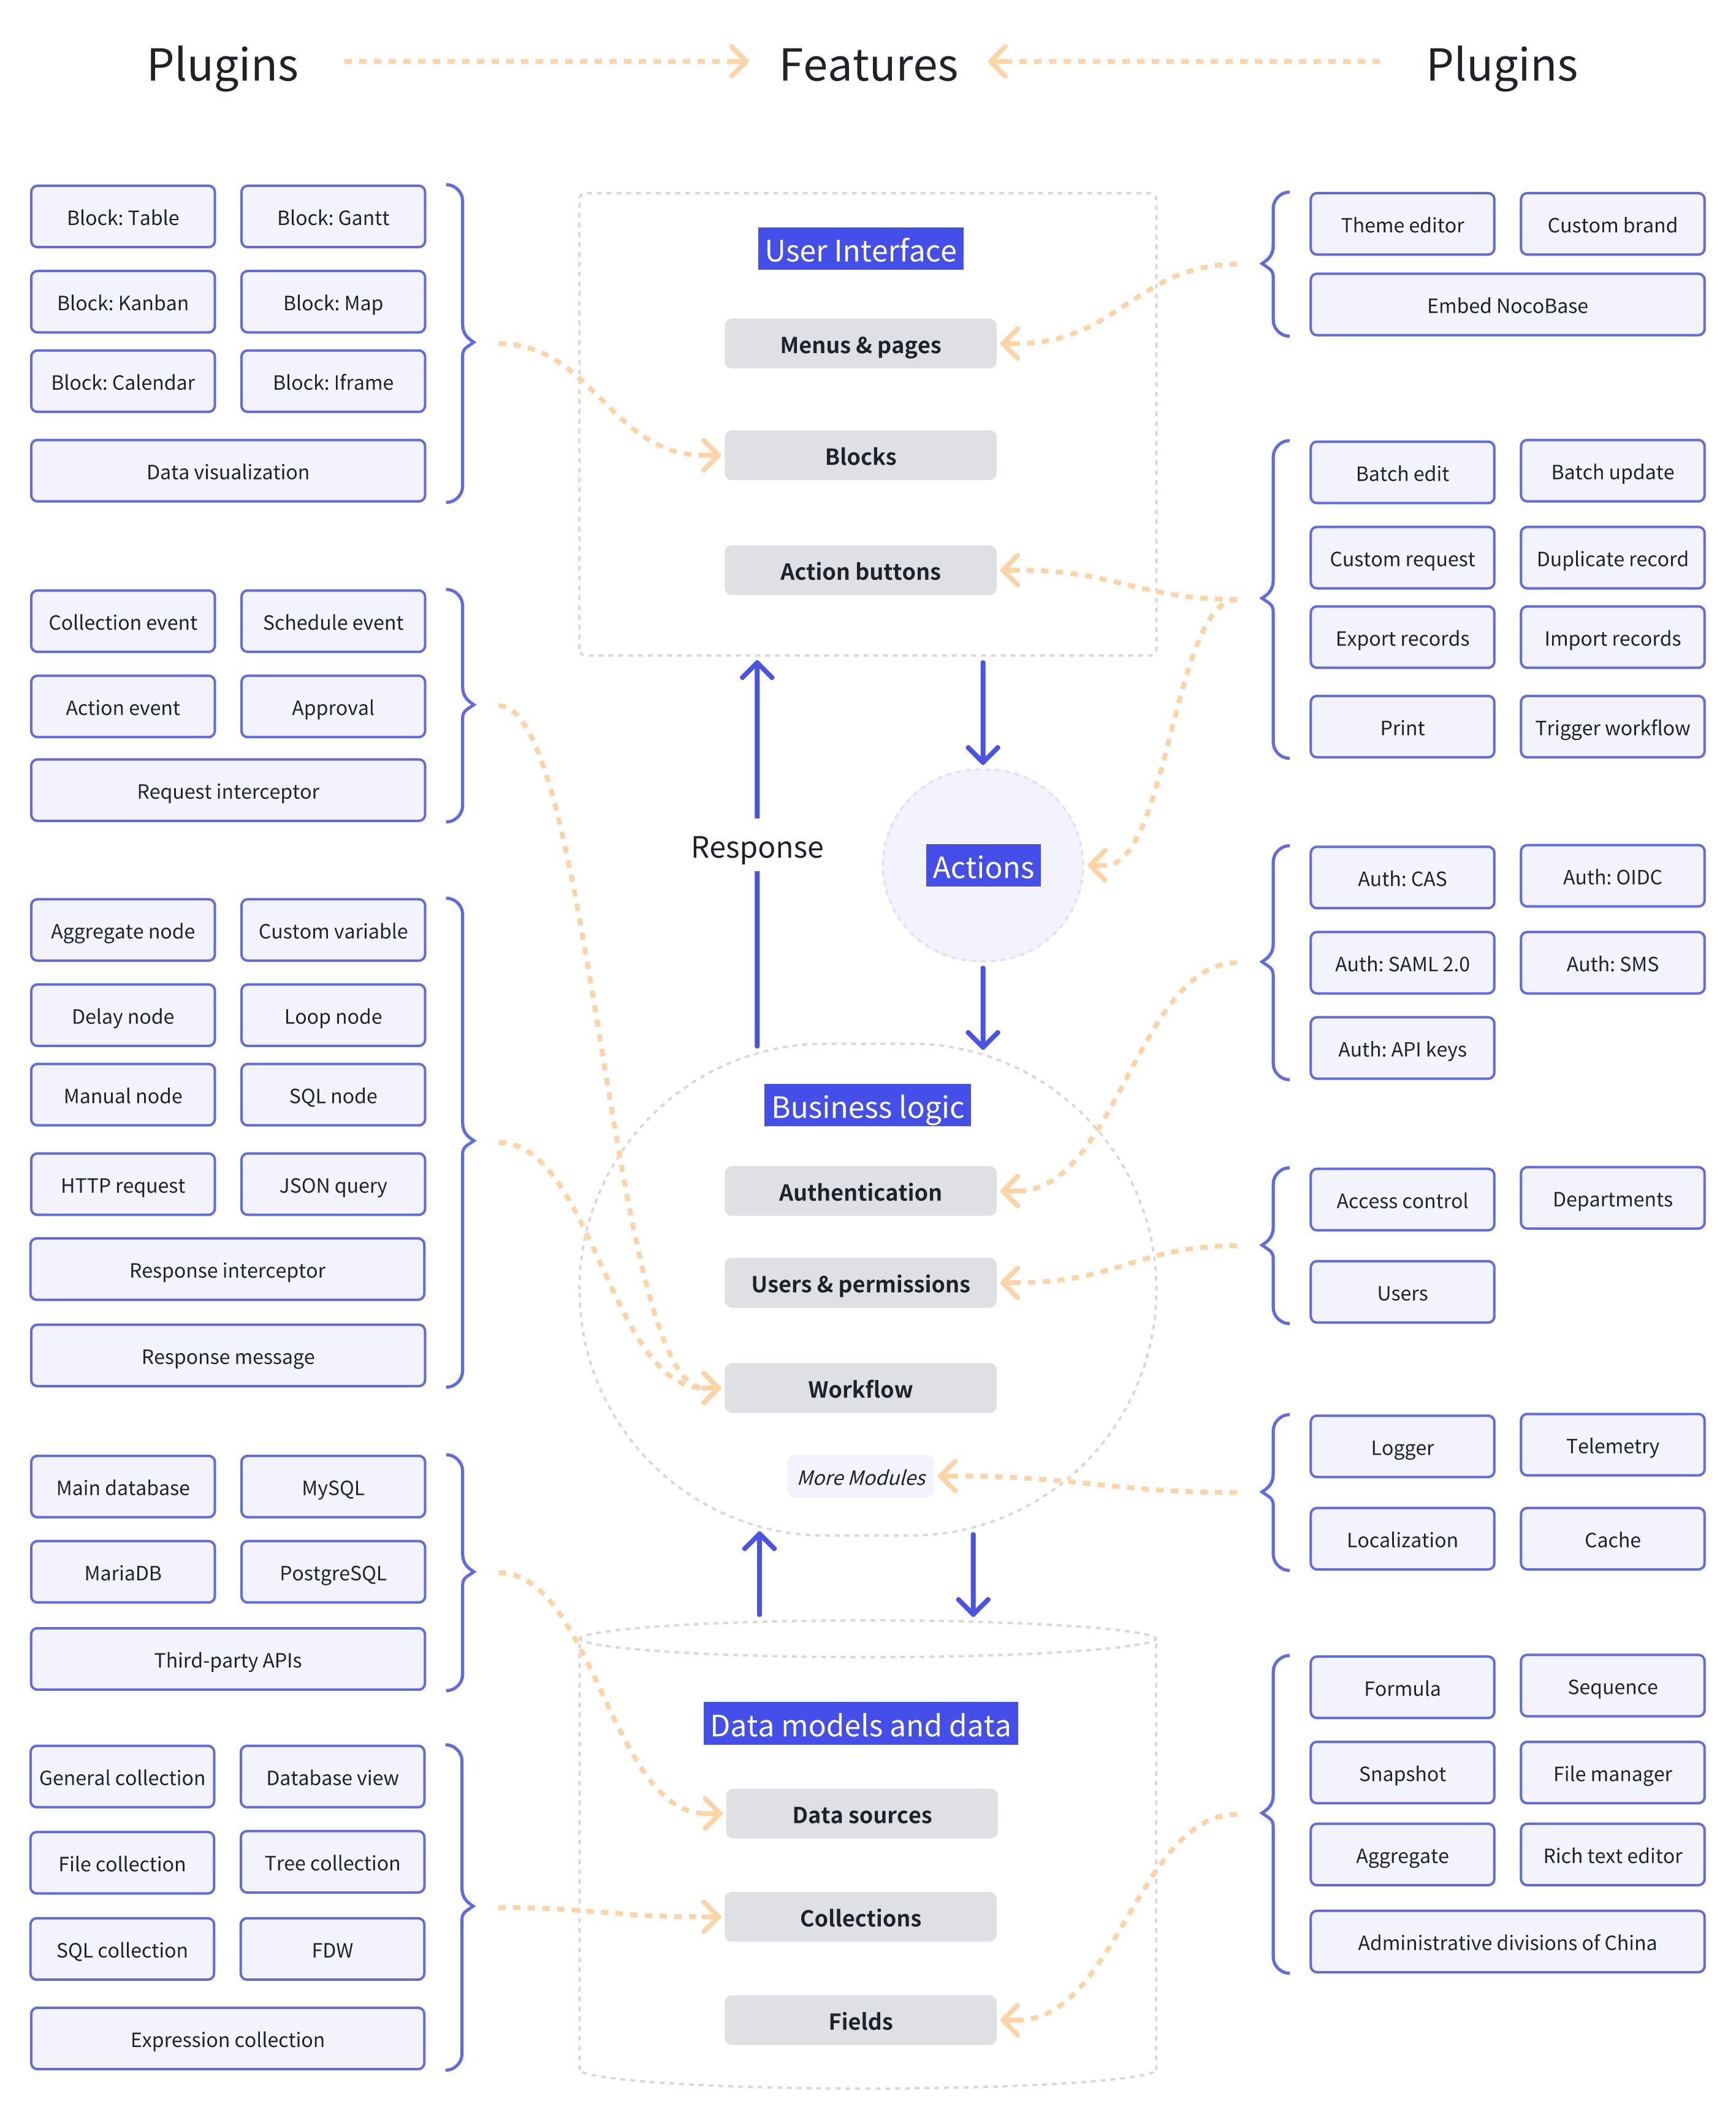 Plugins
Features
Plugins
Block: Table
Block: Gantt
Block: Kanban
Block: Map
Block: Calendar
Block: Iframe
Data visualization
Collection event
Schedule event
Action event
Approval
Request interceptor
Aggregate node
Custom variable
Delay node
Loop node
Manual node
SQL node
HTTP request
JSON query
Response interceptor
Response message
Main database
MySQL
MariaDB
PostgreSQL
Third-party APIs
General collection
Database view
File collection
Tree collection
SQL collection
FDW
Expression collection
User Interface
Menus & pages
Blocks
Action buttons
Response
Actions
Business logic
Authentication
Users & permissions
Workflow
More Modules
Data models and data
Data sources
Collections
Fields
Theme editor
Custom brand
Embed NocoBase
Batch edit
Batch update
Custom request
Duplicate record
Export records
Import records
Print
Trigger workflow
Auth: CAS
Auth: OIDC
Auth: SAML 2.0
Auth: SMS
Auth: API keys
Access control
Departments
Users
Logger
Telemetry
Localization
Cache
Formula
Sequence
Snapshot
File manager
Aggregate
Rich text editor
Administrative divisions of China